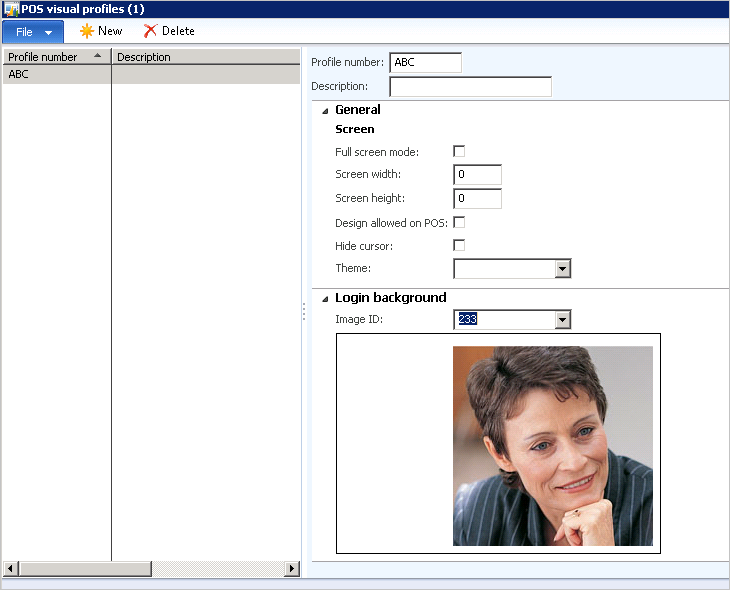 POS visual profiles (1)
File New Delete
Profile number Description
ABC
Profile number: ABC
Description:
General
Screen
Full screen mode:
Screen width: 0
Screen height: 0
Design allowed on POS:
Hide cursor:
Theme:
Login background
Image ID: 233